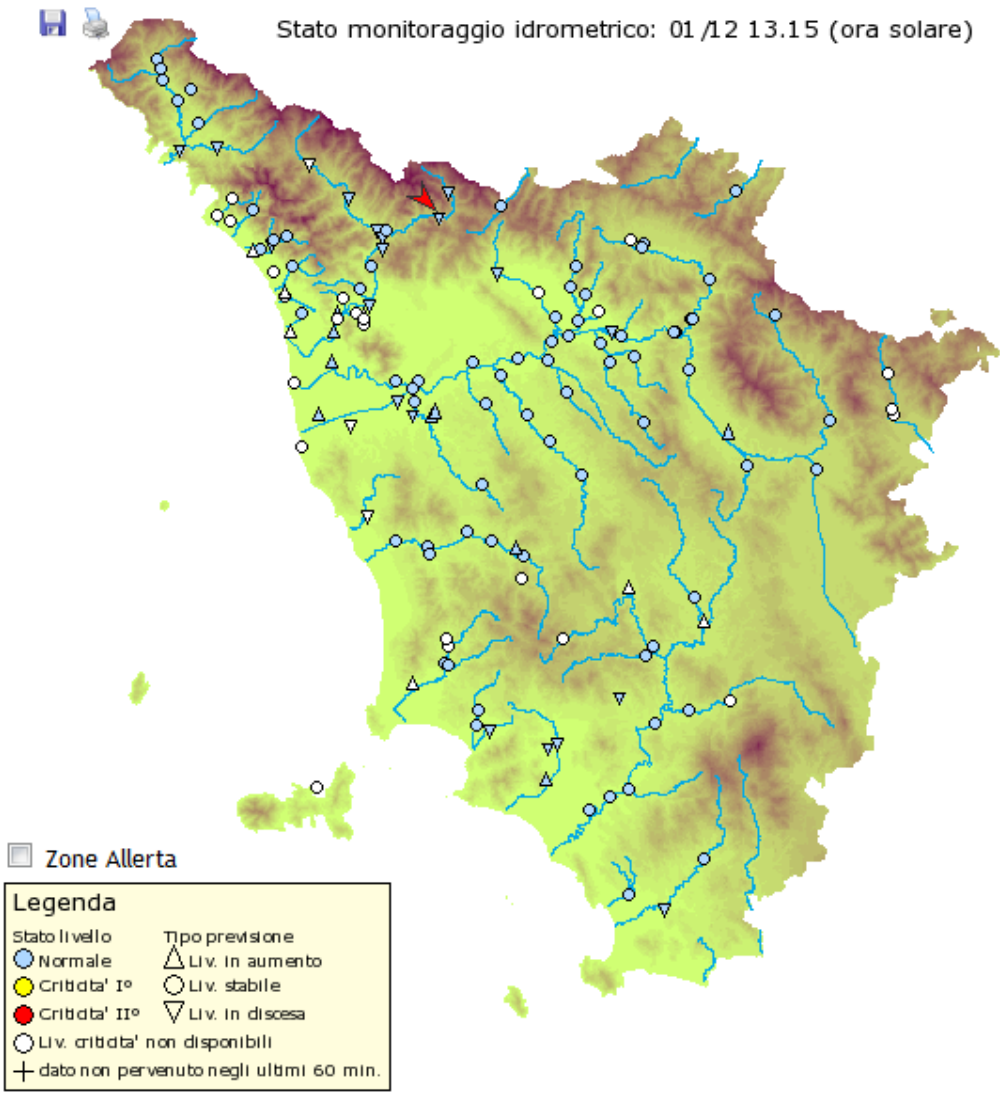 Stato monitoraggio idrometrico: 01/12 13.15 (ora solare)
Zone Allerta
Legenda
Stato livello Tipo previsione
Normale Liv. in aumento
Criticita' Iº Liv. stabile
Criticita' IIº Liv. in discesa
Liv. criticita' non disponibili
dato non pervenuto negli ultimi 60 min.